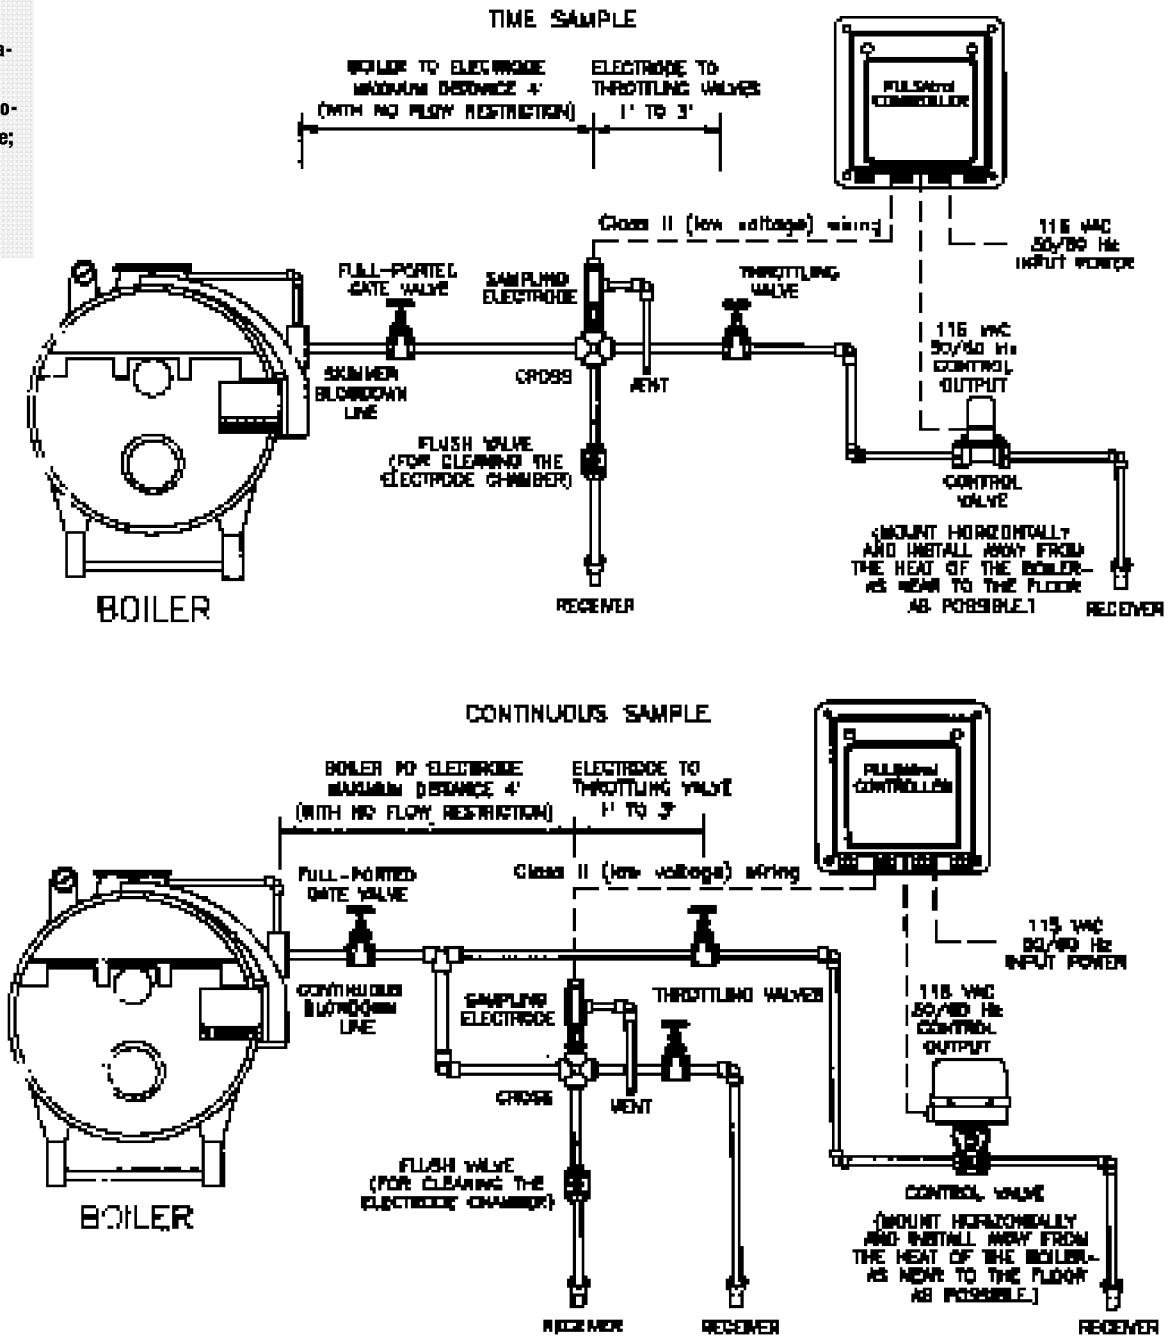 a-
o-
e;
TIME SAMPLE
BOILER TO ELECTRODE
MAXIMUM DISTANCE 4'
(WITH NO FLOW RESTRICTION)
ELECTRODE TO
THROTTLING VALVES
1' TO 3'
PULSAtrol
CONTROLLER
Class II (low voltage) wiring
115 VAC
50/60 Hz
INPUT POWER
FULL-PORTED
GATE VALVE
SAMPLING
ELECTRODE
THROTTLING
VALVE
115 VAC
50/60 Hz
CONTROL
OUTPUT
SKIMMER
BLOWDOWN
LINE
CROSS
VENT
FLUSH VALVE
(FOR CLEANING THE
ELECTRODE CHAMBER)
CONTROL
VALVE
(MOUNT HORIZONTALLY
AND INSTALL AWAY FROM
THE HEAT OF THE BOILER-
AS NEAR TO THE FLOOR
AS POSSIBLE.)
BOILER
RECEIVER
RECEIVER
CONTINUOUS SAMPLE
BOILER TO ELECTRODE
MAXIMUM DISTANCE 4'
(WITH NO FLOW RESTRICTION)
ELECTRODE TO
THROTTLING VALVE
1' TO 3'
PULSAtrol
CONTROLLER
Class II (low voltage) wiring
FULL-PORTED
GATE VALVE
115 VAC
50/60 Hz
INPUT POWER
CONTINUOUS
BLOWDOWN
LINE
SAMPLING
ELECTRODE
THROTTLING VALVES
115 VAC
50/60 Hz
CONTROL
OUTPUT
CROSS
VENT
FLUSH VALVE
(FOR CLEANING THE
ELECTRODE CHAMBER)
CONTROL VALVE
(MOUNT HORIZONTALLY
AND INSTALL AWAY FROM
THE HEAT OF THE BOILER-
AS NEAR TO THE FLOOR
AS POSSIBLE.)
BOILER
RECEIVER
RECEIVER
RECEIVER